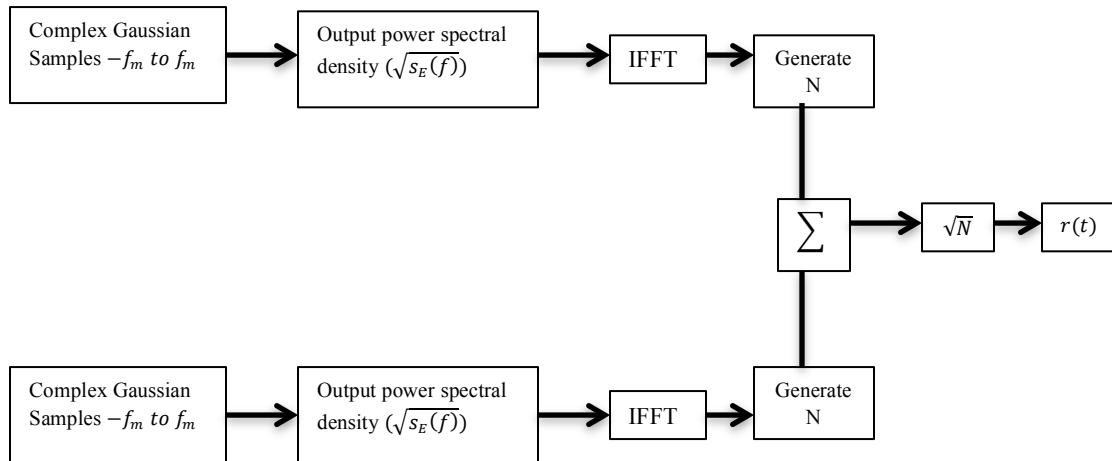 Complex Gaussian
Samples −f_m to f_m
Output power spectral
density (√s_E(f))
IFFT
Generate
N
∑
√N
r(t)
Complex Gaussian
Samples −f_m to f_m
Output power spectral
density (√s_E(f))
IFFT
Generate
N